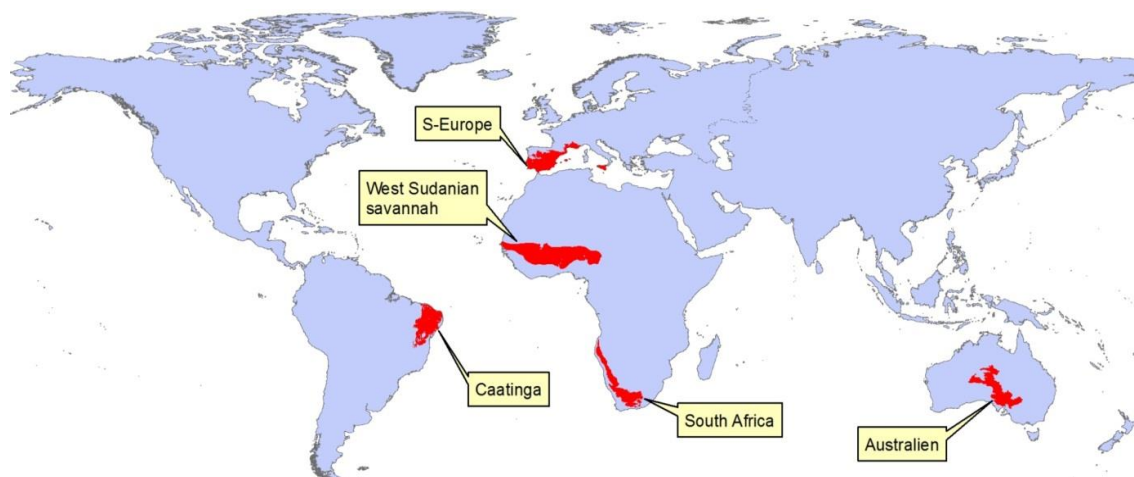 S-Europe
West Sudanian
savannah
Caatinga
South Africa
Australien